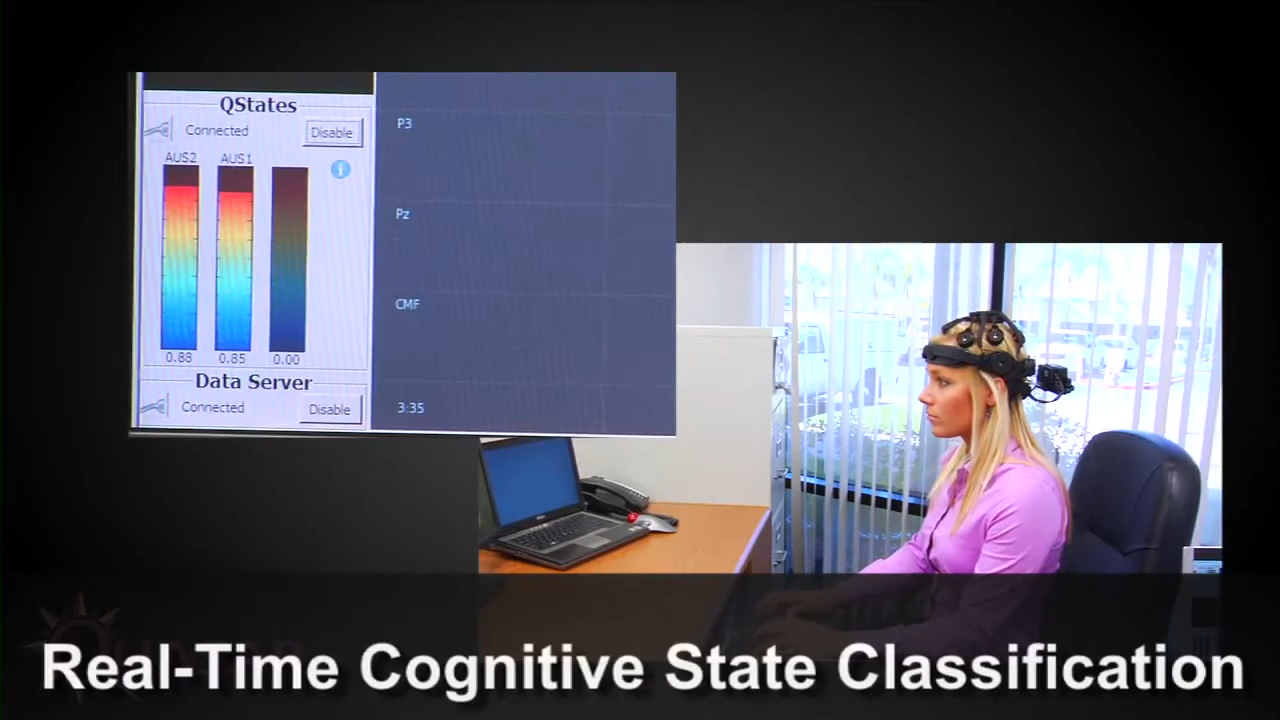 QStates
Connected
Disable
AUS2 AUS1
0.88 0.85 0.00
Data Server
Connected
Disable
P3
Pz
CMF
3:35
Real-Time Cognitive State Classification